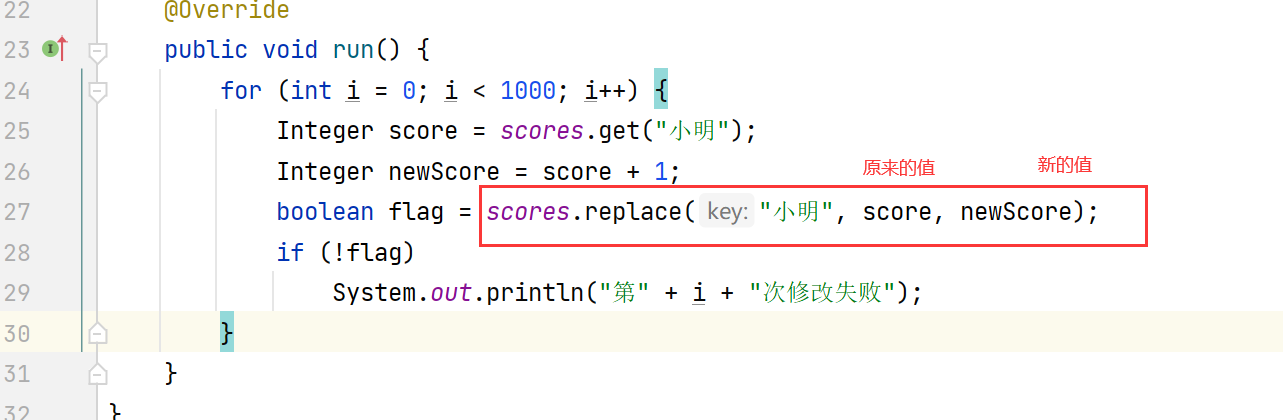 22 @Override
23 public void run() {
24 for (int i = 0; i < 1000; i++) {
25 Integer score = scores.get("小明");
26 Integer newScore = score + 1;
原来的值 新的值
27 boolean flag = scores.replace( key: "小明", score, newScore);
28 if (!flag)
29 System.out.println("第" + i + "次修改失败");
30 }
31 }
32 }